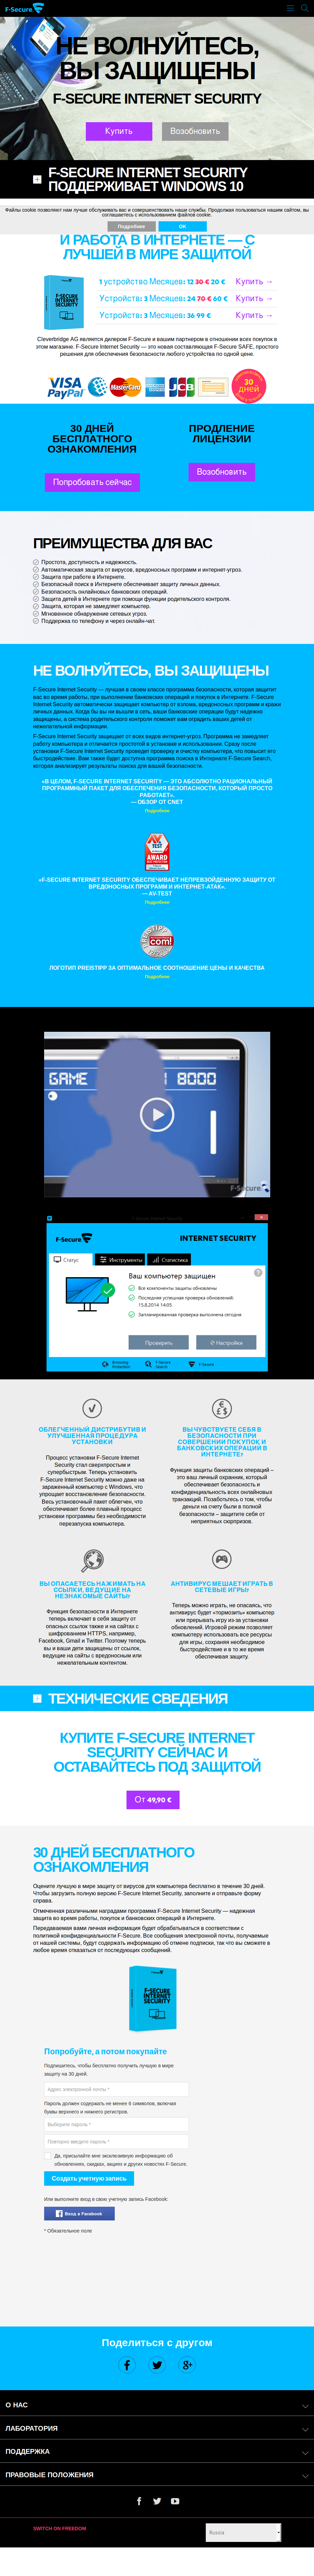 F-Secure
НЕ ВОЛНУЙТЕСЬ,
ВЫ ЗАЩИЩЕНЫ
F-SECURE INTERNET SECURITY
Купить
Возобновить
F-SECURE INTERNET SECURITY
ПОДДЕРЖИВАЕТ WINDOWS 10
Файлы cookie позволяют нам лучше обслуживать вас и совершенствовать наши службы. Продолжая пользоваться нашим сайтом, вы
соглашаетесь с использованием файлов cookie.
Подробнее
OK
И РАБОТА В ИНТЕРНЕТЕ — С
ЛУЧШЕЙ В МИРЕ ЗАЩИТОЙ
F-SECURE
INTERNET
SECURITY
1 устройство Месяцев: 12 30 € 20 €
Купить →
Устройств: 3 Месяцев: 24 70 € 60 €
Купить →
Устройств: 3 Месяцев: 36 99 €
Купить →
Cleverbridge AG является дилером F-Secure и вашим партнером в отношении всех покупок в
этом магазине. F-Secure Internet Security — это новая составляющая F-Secure SAFE, простого
решения для обеспечения безопасности любого устройства по одной цене.
VISA
PayPal
MasterCard
JCB
30
ДНЕЙ
30 ДНЕЙ
БЕСПЛАТНОГО
ОЗНАКОМЛЕНИЯ
Попробовать сейчас
ПРОДЛЕНИЕ
ЛИЦЕНЗИИ
Возобновить
ПРЕИМУЩЕСТВА ДЛЯ ВАС
Простота, доступность и надежность.
Автоматическая защита от вирусов, вредоносных программ и интернет-угроз.
Защита при работе в Интернете.
Безопасный поиск в Интернете обеспечивает защиту личных данных.
Безопасность онлайновых банковских операций.
Защита детей в Интернете при помощи функции родительского контроля.
Защита, которая не замедляет компьютер.
Мгновенное обнаружение сетевых угроз.
Поддержка по телефону и через онлайн-чат.
НЕ ВОЛНУЙТЕСЬ, ВЫ ЗАЩИЩЕНЫ
F-Secure Internet Security — лучшая в своем классе программа безопасности, которая защитит
вас во время работы, при выполнении банковских операций и покупок в Интернете. F-Secure
Internet Security автоматически защищает компьютер от взлома, вредоносных программ и кражи
личных данных. Когда бы вы ни вышли в сеть, ваши банковские операции будут надежно
защищены, а система родительского контроля поможет вам оградить ваших детей от
нежелательной информации.
F-Secure Internet Security защищает от всех видов интернет-угроз. Программа не замедляет
работу компьютера и отличается простотой в установке и использовании. Сразу после
установки F-Secure Internet Security проведет проверку и очистку компьютера, что повысит его
быстродействие. Вам также будет доступна программа поиска в Интернете F-Secure Search,
которая анализирует результаты поиска для вашей безопасности.
«В ЦЕЛОМ, F-SECURE INTERNET SECURITY — ЭТО АБСОЛЮТНО РАЦИОНАЛЬНЫЙ
ПРОГРАММНЫЙ ПАКЕТ ДЛЯ ОБЕСПЕЧЕНИЯ БЕЗОПАСНОСТИ, КОТОРЫЙ ПРОСТО
РАБОТАЕТ».
— ОБЗОР ОТ CNET
Подробнее
AV TEST
AWARD
BEST PROTECTION
«F-SECURE INTERNET SECURITY ОБЕСПЕЧИВАЕТ НЕПРЕВЗОЙДЕННУЮ ЗАЩИТУ ОТ
ВРЕДОНОСНЫХ ПРОГРАММ И ИНТЕРНЕТ-АТАК».
— AV-TEST
Подробнее
com!
ЛОГОТИП PREISTIPP ЗА ОПТИМАЛЬНОЕ СООТНОШЕНИЕ ЦЕНЫ И КАЧЕСТВА
Подробнее
GAME 8000
F-Secure
F-Secure
INTERNET SECURITY
Статус
Инструменты
Статистика
Ваш компьютер защищен
Все компоненты защиты обновлены
Последняя успешная проверка обновлений:
15.8.2014 14:05
Запланированная проверка выполнена сегодня
Проверить
Настройки
Browsing
Protection
F-Secure
Search
F-Secure
ОБЛЕГЧЕННЫЙ ДИСТРИБУТИВ И
УЛУЧШЕННАЯ ПРОЦЕДУРА
УСТАНОВКИ
Процесс установки F-Secure Internet
Security стал сверхпростым и
супербыстрым. Теперь установить
F-Secure Internet Security можно даже на
зараженный компьютер с Windows, что
упрощает восстановление безопасности.
Весь установочный пакет облегчен, что
обеспечивает более плавный процесс
установки программы без необходимости
перезапуска компьютера.
ВЫ ЧУВСТВУЕТЕ СЕБЯ В
БЕЗОПАСНОСТИ ПРИ
СОВЕРШЕНИИ ПОКУПОК И
БАНКОВСКИХ ОПЕРАЦИЙ В
ИНТЕРНЕТЕ?
Функция защиты банковских операций –
это ваш личный охранник, который
обеспечивает безопасность и
конфиденциальность всех онлайновых
транзакций. Позаботьтесь о том, чтобы
деньги на счету были в полной
безопасности – защитите себя от
неприятных сюрпризов.
ВЫ ОПАСАЕТЕСЬ НАЖИМАТЬ НА
ССЫЛКИ, ВЕДУЩИЕ НА
НЕЗНАКОМЫЕ САЙТЫ?
Функция безопасности в Интернете
теперь включает в себя защиту от
опасных ссылок также и на сайтах с
шифрованием HTTPS, например,
Facebook, Gmail и Twitter. Поэтому теперь
вы и ваши дети защищены от ссылок,
ведущие на сайты с вредоносным или
нежелательным контентом.
АНТИВИРУС МЕШАЕТ ИГРАТЬ В
СЕТЕВЫЕ ИГРЫ?
Теперь можно играть, не опасаясь, что
антивирус будет «тормозить» компьютер
или прерывать игру из-за установки
обновлений. Игровой режим позволяет
компьютеру использовать все ресурсы
для игры, сохраняя необходимое
быстродействие и в то же время
обеспечивая защиту.
ТЕХНИЧЕСКИЕ СВЕДЕНИЯ
КУПИТЕ F-SECURE INTERNET
SECURITY СЕЙЧАС И
ОСТАВАЙТЕСЬ ПОД ЗАЩИТОЙ
От 49,90 €
30 ДНЕЙ БЕСПЛАТНОГО
ОЗНАКОМЛЕНИЯ
Оцените лучшую в мире защиту от вирусов для компьютера бесплатно в течение 30 дней.
Чтобы загрузить полную версию F-Secure Internet Security, заполните и отправьте форму
справа.
Отмеченная различными наградами программа F-Secure Internet Security — надежная
защита во время работы, покупок и банковских операций в Интернете.
Передаваемая вами личная информация будет обрабатываться в соответствии с
политикой конфиденциальности F-Secure. Все сообщения электронной почты, получаемые
от нашей системы, будут содержать информацию об отмене подписки, так что вы сможете в
любое время отказаться от последующих сообщений.
F-SECURE
INTERNET
SECURITY
Попробуйте, а потом покупайте
Подпишитесь, чтобы бесплатно получить лучшую в мире
защиту на 30 дней.
Адрес электронной почты *
Пароль должен содержать не менее 6 символов, включая
буквы верхнего и нижнего регистров.
Выберите пароль *
Повторно введите пароль *
Да, присылайте мне эксклюзивную информацию об
обновлениях, скидках, акциях и других новостях F-Secure.
Создать учетную запись
Или выполните вход в свою учетную запись Facebook:
Вход в Facebook
* Обязательное поле
Поделиться с другом
О НАС
ЛАБОРАТОРИЯ
ПОДДЕРЖКА
ПРАВОВЫЕ ПОЛОЖЕНИЯ
SWITCH ON FREEDOM
Russia